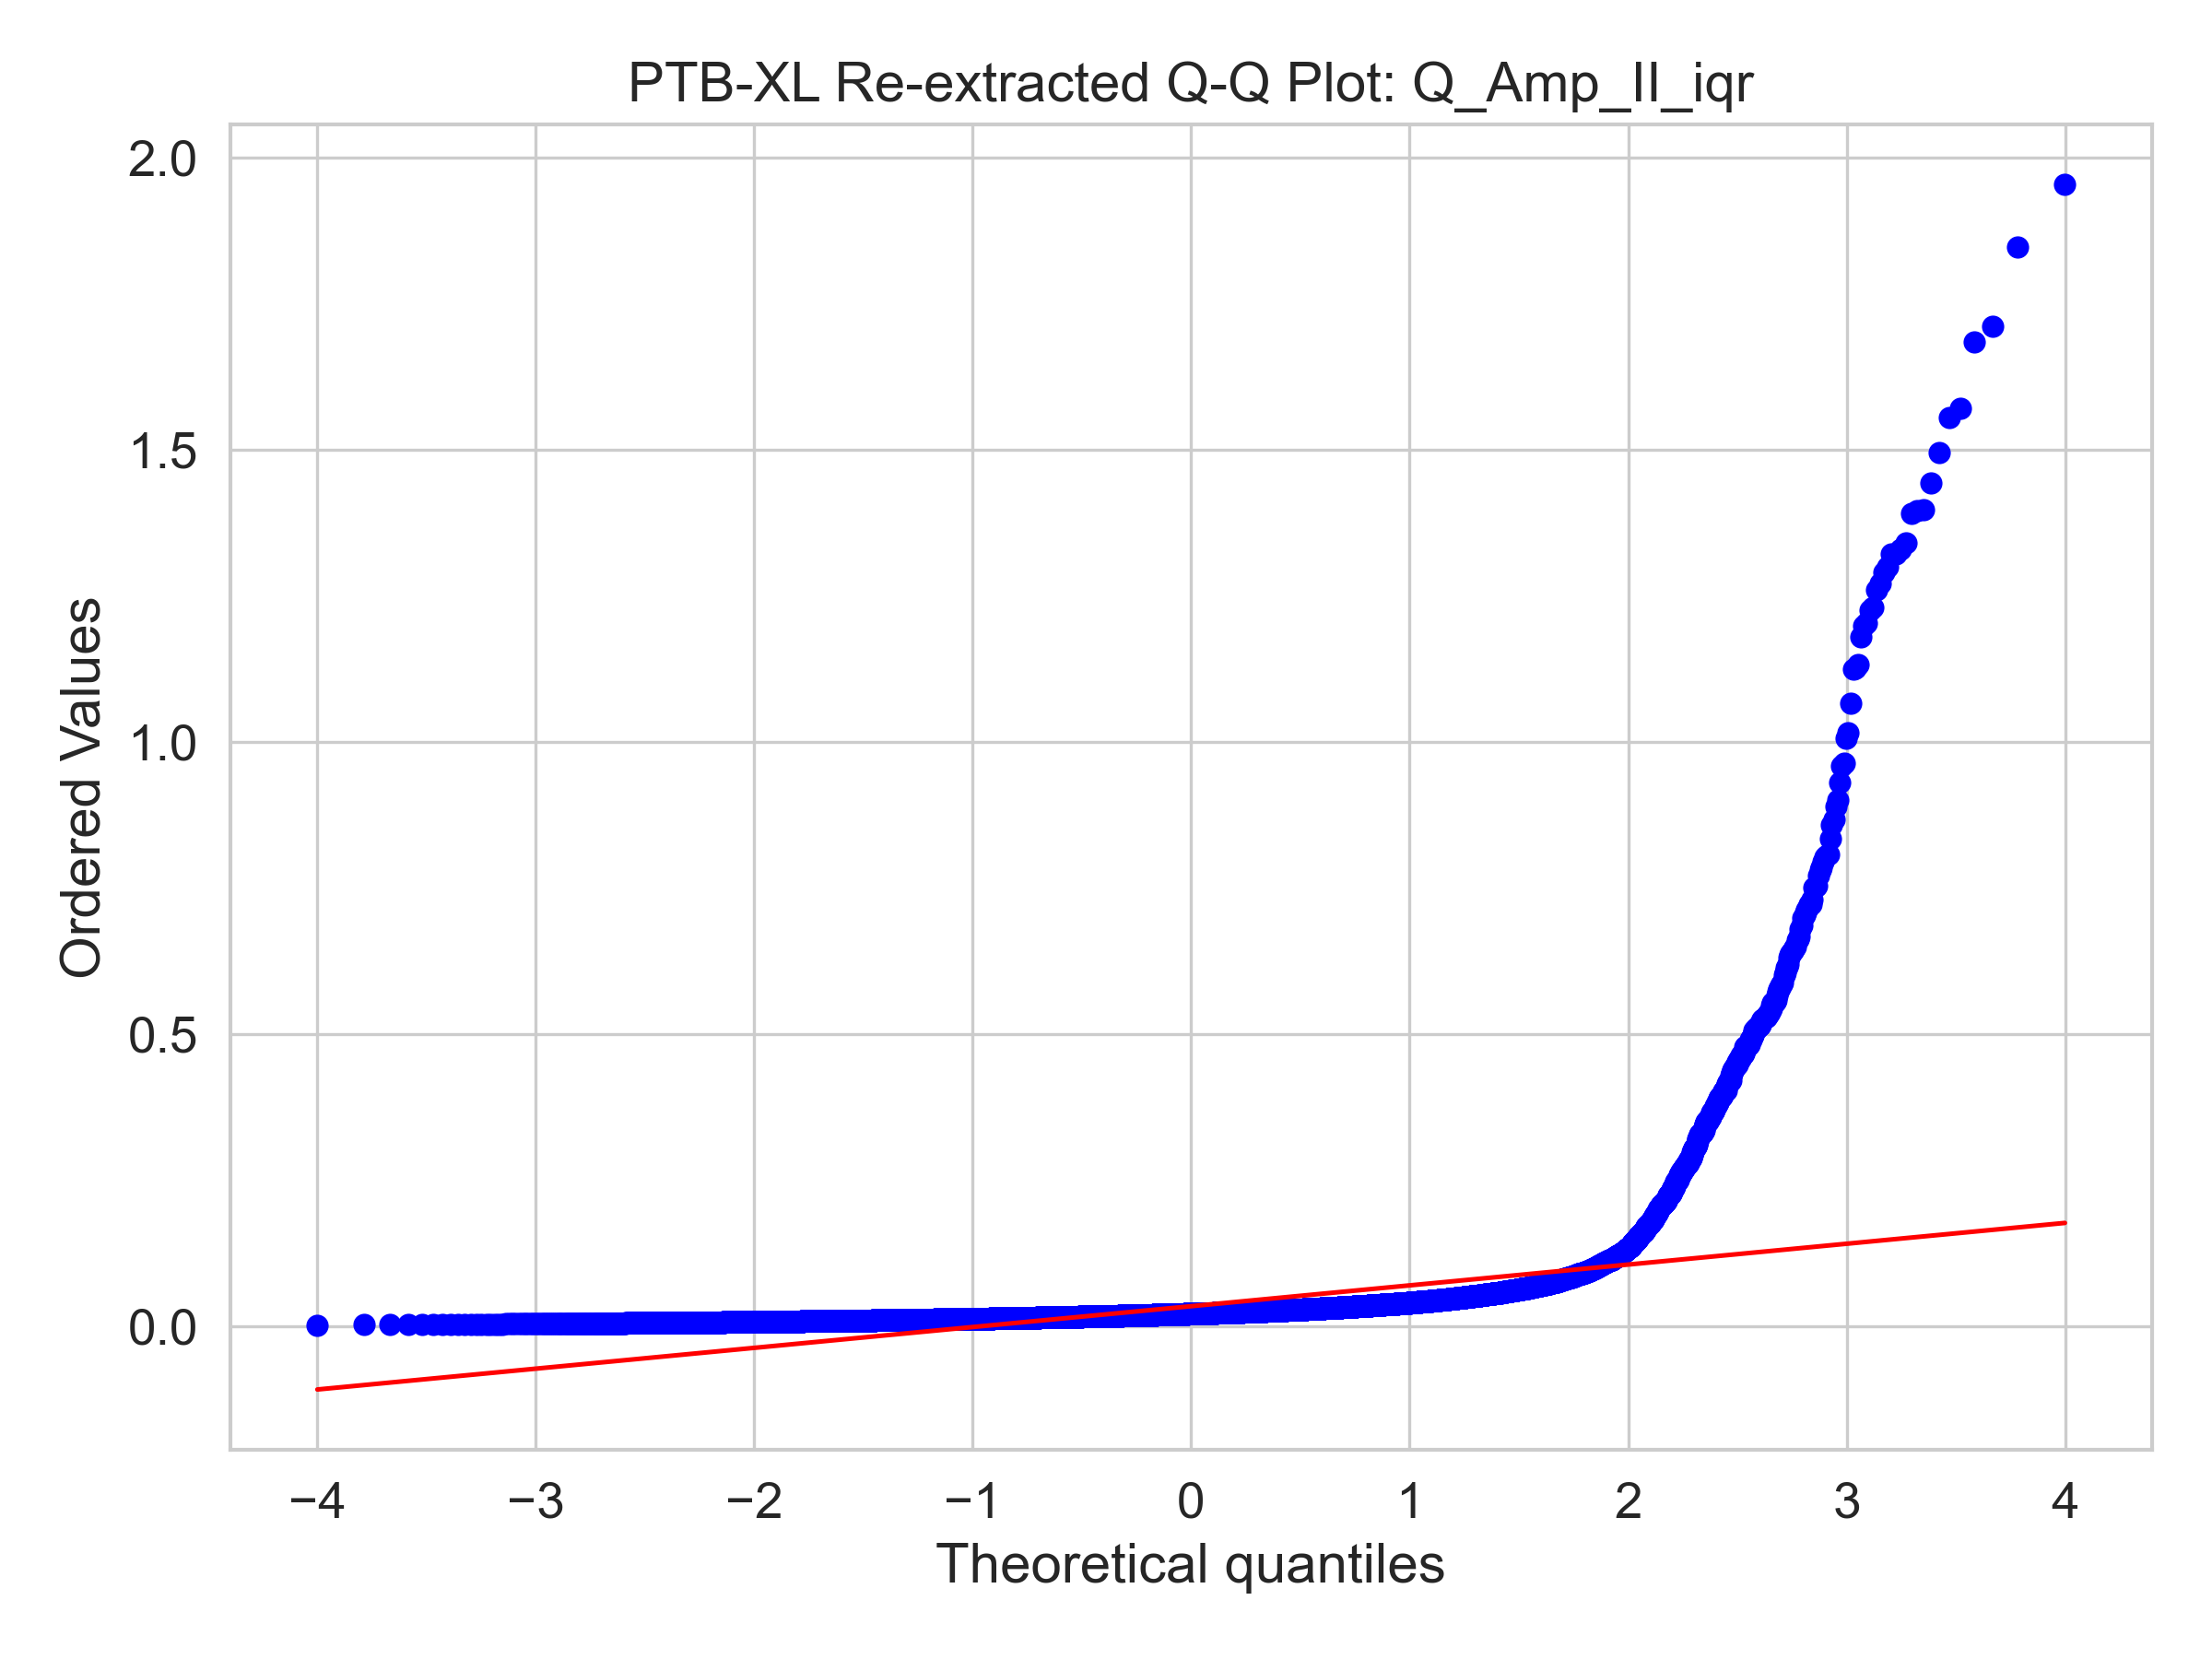 PTB-XL Re-extracted Q-Q Plot: Q_Amp_II_iqr
2.0
1.5
1.0
0.5
0.0
Ordered Values
−4 −3 −2 −1 0 1 2 3 4
Theoretical quantiles